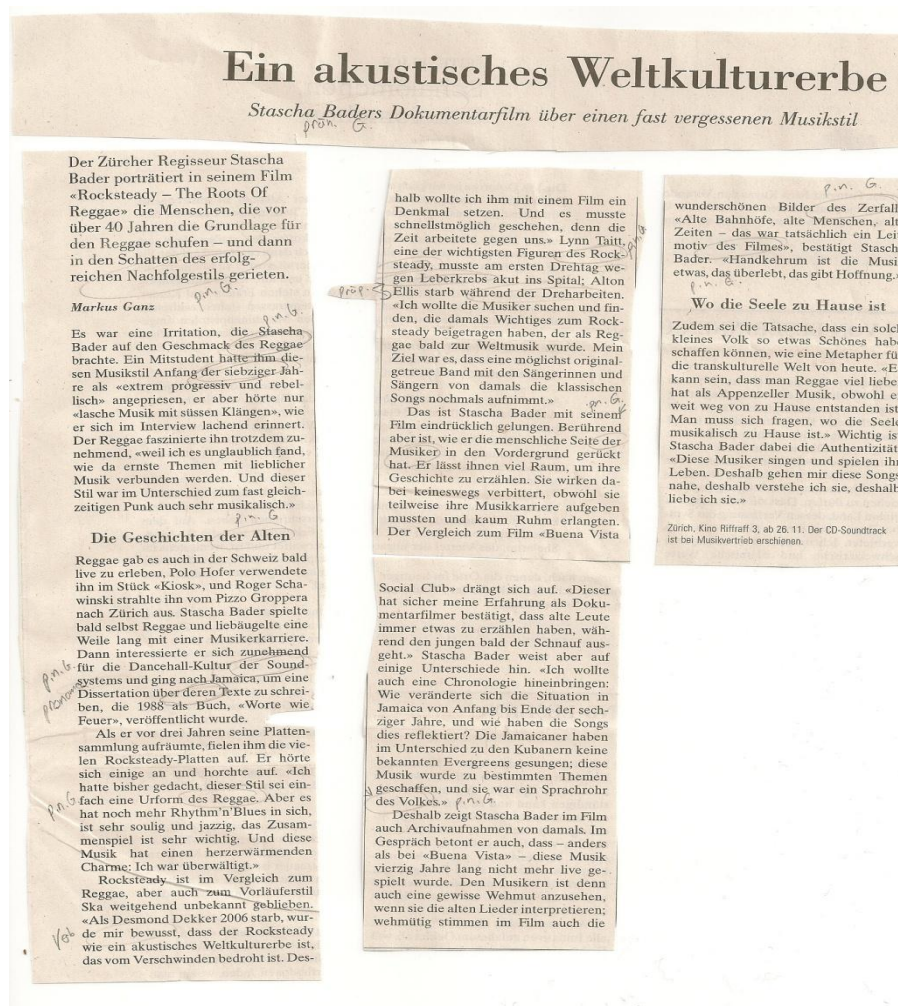 Ein akustisches Weltkulturerbe
Stascha Baders Dokumentarfilm über einen fast vergessenen Musikstil
pron. G.
Der Zürcher Regisseur Stascha
Bader porträtiert in seinem Film
«Rocksteady – The Roots Of
Reggae» die Menschen, die vor
über 40 Jahren die Grundlage für
den Reggae schufen – und dann
in den Schatten des erfolg-
reichen Nachfolgestils gerieten.
p.n.G.
Markus Ganz
p.n.G.
Es war eine Irritation, die Stascha
Bader auf den Geschmack des Reggae
brachte. Ein Mitstudent hatte ihm die-
sen Musikstil Anfang der siebziger Jah-
re als «extrem progressiv und rebel-
lisch» angepriesen, er aber hörte nur
«lasche Musik mit süssen Klängen», wie
er sich im Interview lachend erinnert.
Der Reggae faszinierte ihn trotzdem zu-
nehmend, «weil ich es unglaublich fand,
wie da ernste Themen mit lieblicher
Musik verbunden werden. Und dieser
Stil war im Unterschied zum fast gleich-
zeitigen Punk auch sehr musikalisch.»
p.n.G
Die Geschichten der Alten
Reggae gab es auch in der Schweiz bald
live zu erleben, Polo Hofer verwendete
ihn im Stück «Kiosk», und Roger Scha-
winski strahlte ihn vom Pizzo Groppera
nach Zürich aus. Stascha Bader spielte
bald selbst Reggae und liebäugelte eine
Weile lang mit einer Musikerkarriere.
Dann interessierte er sich zunehmend
p.n.G. für die Dancehall-Kultur der Sound-
systems und ging nach Jamaica, um eine
pronomen Dissertation über deren Texte zu schrei-
ben, die 1988 als Buch, «Worte wie
Feuer», veröffentlicht wurde.
Als er vor drei Jahren seine Platten-
sammlung aufräumte, fielen ihm die vie-
len Rocksteady-Platten auf. Er hörte
sich einige an und horchte auf. «Ich
hatte bisher gedacht, dieser Stil sei ein-
p.n.G. fach eine Urform des Reggae. Aber es
hat noch mehr Rhythm'n'Blues in sich,
ist sehr soulig und jazzig, das Zusam-
menspiel ist sehr wichtig. Und diese
Musik hat einen herzerwärmenden
Charme: Ich war überwältigt.»
Rocksteady ist im Vergleich zum
Reggae, aber auch zum Vorläuferstil
Ska weitgehend unbekannt geblieben.
«Als Desmond Dekker 2006 starb, wur-
de mir bewusst, dass der Rocksteady
wie ein akustisches Weltkulturerbe ist,
das vom Verschwinden bedroht ist. Des-
halb wollte ich ihm mit einem Film ein
Denkmal setzen. Und es musste
schnellstmöglich geschehen, denn die
Zeit arbeitete gegen uns.» Lynn Taitt,
eine der wichtigsten Figuren des Rock-
steady, musste am ersten Drehtag we-
präp. gen Leberkrebs akut ins Spital; Alton
Ellis starb während der Dreharbeiten.
«Ich wollte die Musiker suchen und fin-
den, die damals Wichtiges zum Rock-
steady beigetragen haben, der als Reg-
gae bald zur Weltmusik wurde. Mein
Ziel war es, dass eine möglichst original-
getreue Band mit den Sängerinnen und
Sängern von damals die klassischen
Songs nochmals aufnimmt.»
p.n.G.
Das ist Stascha Bader mit seinem
Film eindrücklich gelungen. Berührend
aber ist, wie er die menschliche Seite der
Musiker in den Vordergrund gerückt
hat. Er lässt ihnen viel Raum, um ihre
Geschichte zu erzählen. Sie wirken da-
bei keineswegs verbittert, obwohl sie
teilweise ihre Musikkarriere aufgeben
mussten und kaum Ruhm erlangten.
Der Vergleich zum Film «Buena Vista
Social Club» drängt sich auf. «Dieser
hat sicher meine Erfahrung als Doku-
mentarfilmer bestätigt, dass alte Leute
immer etwas zu erzählen haben, wäh-
rend den jungen bald der Schnauf aus-
geht.» Stascha Bader weist aber auf
einige Unterschiede hin. «Ich wollte
auch eine Chronologie hineinbringen:
Wie veränderte sich die Situation in
Jamaica von Anfang bis Ende der sech-
ziger Jahre, und wie haben die Songs
dies reflektiert? Die Jamaicaner haben
im Unterschied zu den Kubanern keine
bekannten Evergreens gesungen; diese
Musik wurde zu bestimmten Themen
geschaffen, und sie war ein Sprachrohr
des Volkes.» p.n.G.
Deshalb zeigt Stascha Bader im Film
auch Archivaufnahmen von damals. Im
Gespräch betont er auch, dass – anders
als bei «Buena Vista» – diese Musik
vierzig Jahre lang nicht mehr live ge-
spielt wurde. Den Musikern ist denn
auch eine gewisse Wehmut anzusehen,
wenn sie die alten Lieder interpretieren;
wehmütig stimmen im Film auch die
p.n. G.
wunderschönen Bilder des Zerfall
«Alte Bahnhöfe, alte Menschen, alt
Zeiten – das war tatsächlich ein Leit
motiv des Filmes», bestätigt Stasch
Bader. «Handkehrum ist die Musi
etwas, das überlebt, das gibt Hoffnung.»
p.n. G.
Wo die Seele zu Hause ist
Zudem sei die Tatsache, dass ein solch
kleines Volk so etwas Schönes hab
schaffen können, wie eine Metapher fü
die transkulturelle Welt von heute. «E
kann sein, dass man Reggae viel liebe
hat als Appenzeller Musik, obwohl e
weit weg von zu Hause entstanden ist
Man muss sich fragen, wo die Seel
musikalisch zu Hause ist.» Wichtig is
Stascha Bader dabei die Authentizität
«Diese Musiker singen und spielen ihr
Leben. Deshalb gehen mir diese Songs
nahe, deshalb verstehe ich sie, deshalb
liebe ich sie.»
Zürich, Kino Riffraff 3, ab 26. 11. Der CD-Soundtrack
ist bei Musikvertrieb erschienen.